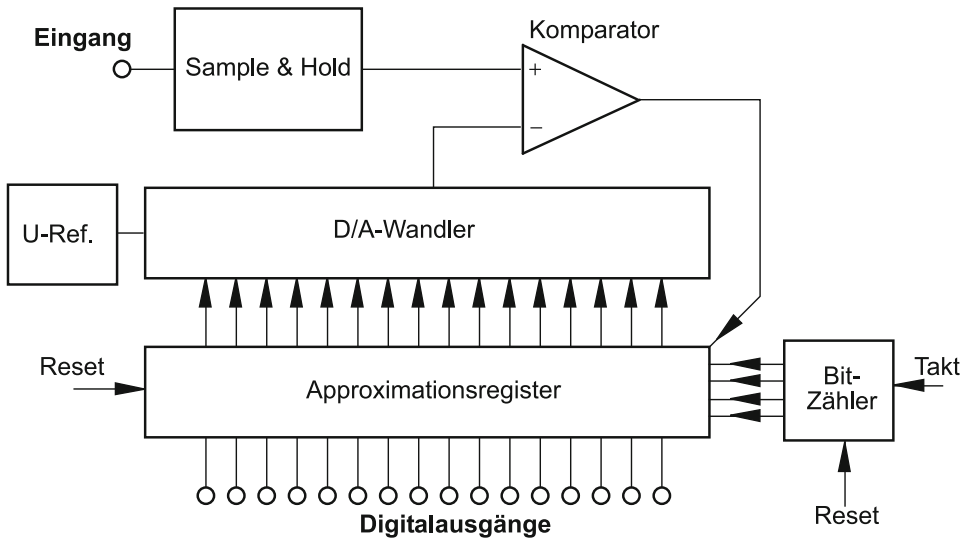 Eingang
Komparator
Sample & Hold
+
−
U-Ref.
D/A-Wandler
Reset
Approximationsregister
Bit-
Zähler
Takt
Digitalausgänge
Reset